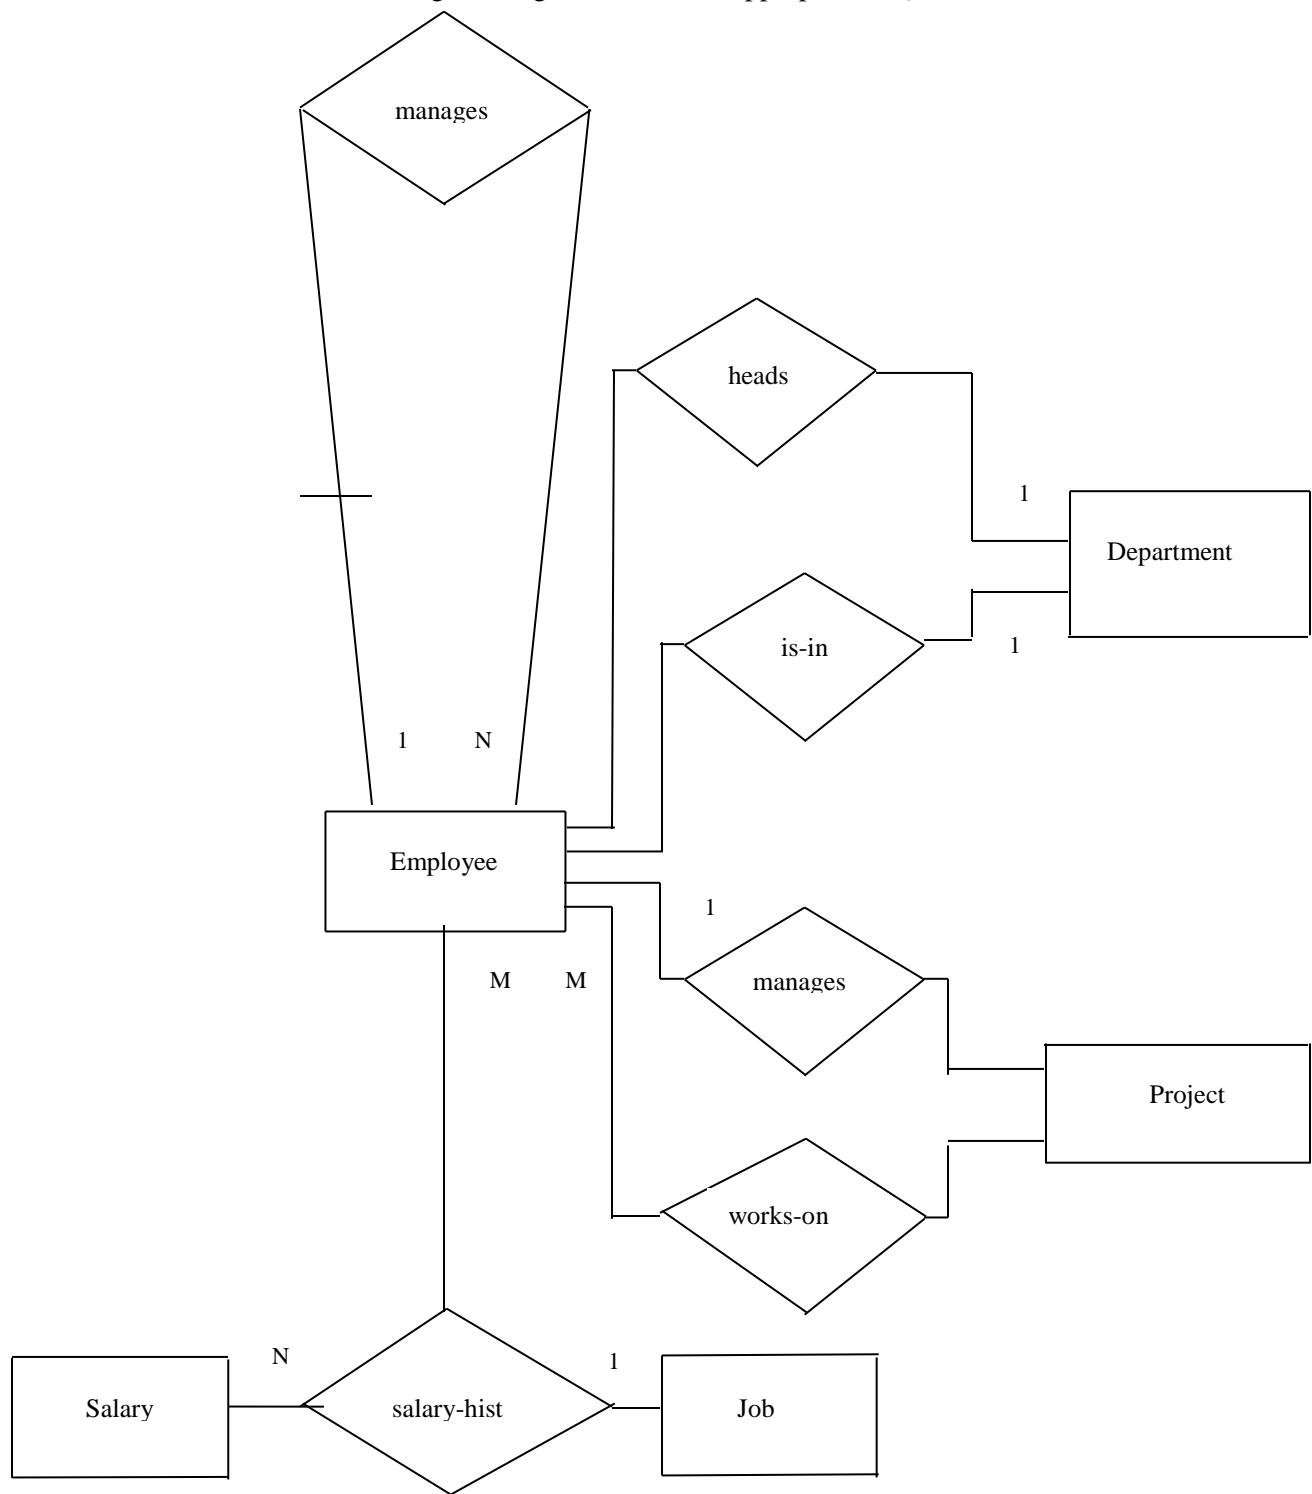 manages
heads
1
Department
is-in
1
1 N
Employee
1
M M
manages
Project
works-on
N
1
Salary
salary-hist
Job